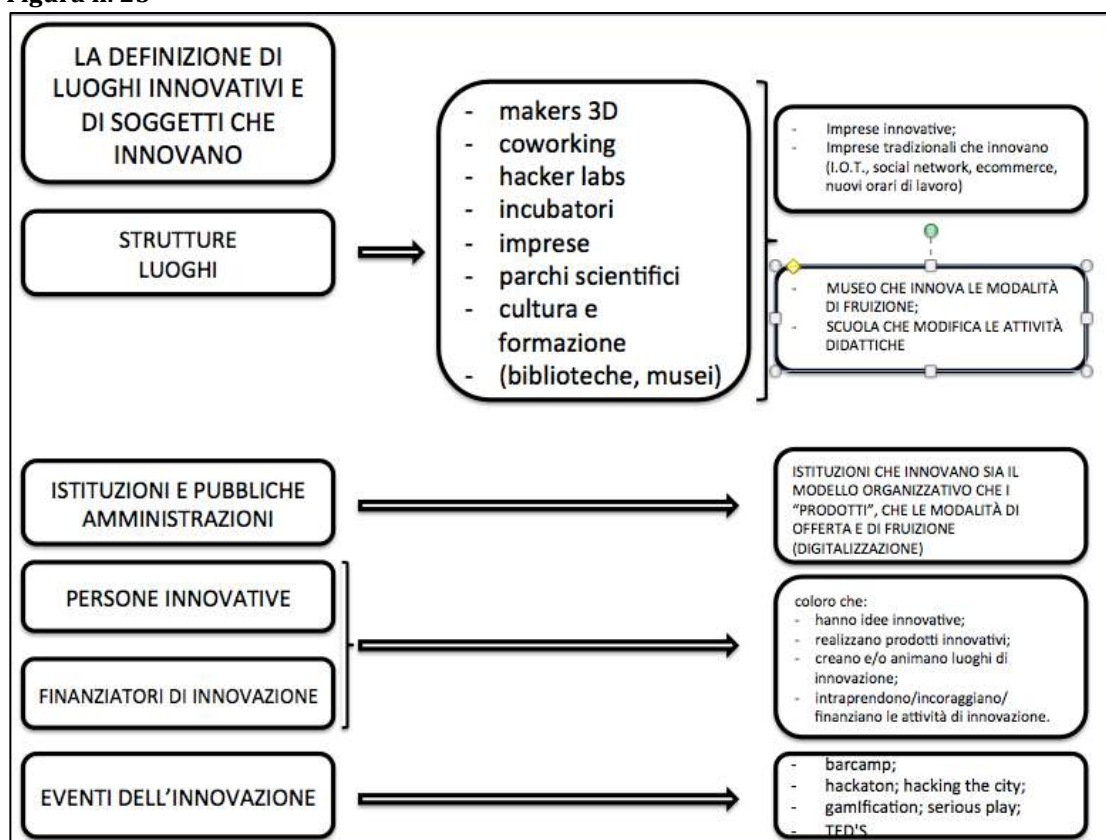 Figura n.
LA DEFINIZIONE DI
LUOGHI INNOVATIVI E
DI SOGGETTI CHE
INNOVANO
STRUTTURE
LUOGHI
- makers 3D
- coworking
- hacker labs
- incubatori
- imprese
- parchi scientifici
- cultura e
formazione
- (biblioteche, musei)
- Imprese innovative;
- Imprese tradizionali che innovano
(I.O.T., social network, ecommerce,
nuovi orari di lavoro)
- MUSEO CHE INNOVA LE MODALITÀ
DI FRUIZIONE;
- SCUOLA CHE MODIFICA LE ATTIVITÀ
DIDATTICHE
ISTITUZIONI E PUBBLICHE
AMMINISTRAZIONI
ISTITUZIONI CHE INNOVANO SIA IL
MODELLO ORGANIZZATIVO CHE I
“PRODOTTI”, CHE LE MODALITÀ DI
OFFERTA E DI FRUIZIONE
(DIGITALIZZAZIONE)
PERSONE INNOVATIVE
FINANZIATORI DI INNOVAZIONE
coloro che:
- hanno idee innovative;
- realizzano prodotti innovativi;
- creano e/o animano luoghi di
innovazione;
- intraprendono/incoraggiano/
finanziano le attività di innovazione.
EVENTI DELL’INNOVAZIONE
- barcamp;
- hackaton; hacking the city;
- gamification; serious play;
- TED'S